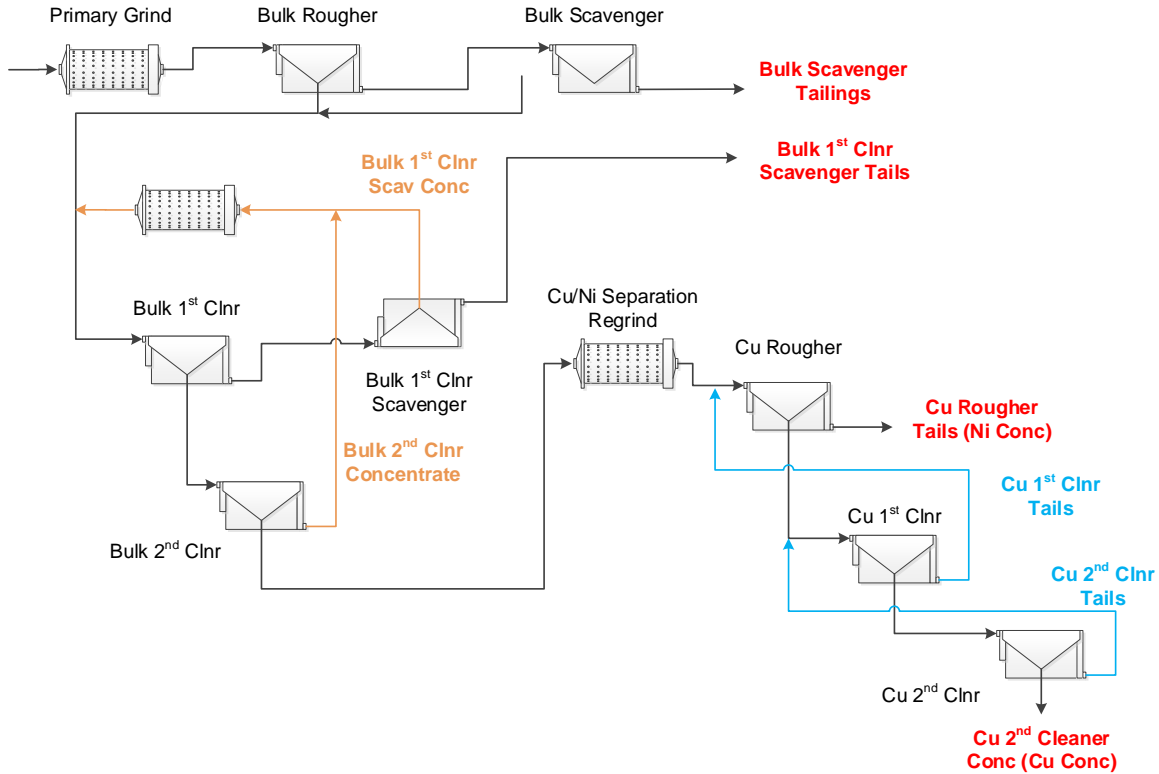 Primary Grind
Bulk Rougher
Bulk Scavenger
Bulk Scavenger
Tailings
Bulk 1st Clnr
Scav Conc
Bulk 1st Clnr
Scavenger Tails
Bulk 1st Clnr
Cu/Ni Separation
Regrind
Cu Rougher
Bulk 1st Clnr
Scavenger
Cu Rougher
Tails (Ni Conc)
Bulk 2nd Clnr
Concentrate
Cu 1st Clnr
Tails
Cu 1st Clnr
Bulk 2nd Clnr
Cu 2nd Clnr
Tails
Cu 2nd Clnr
Cu 2nd Cleaner
Conc (Cu Conc)